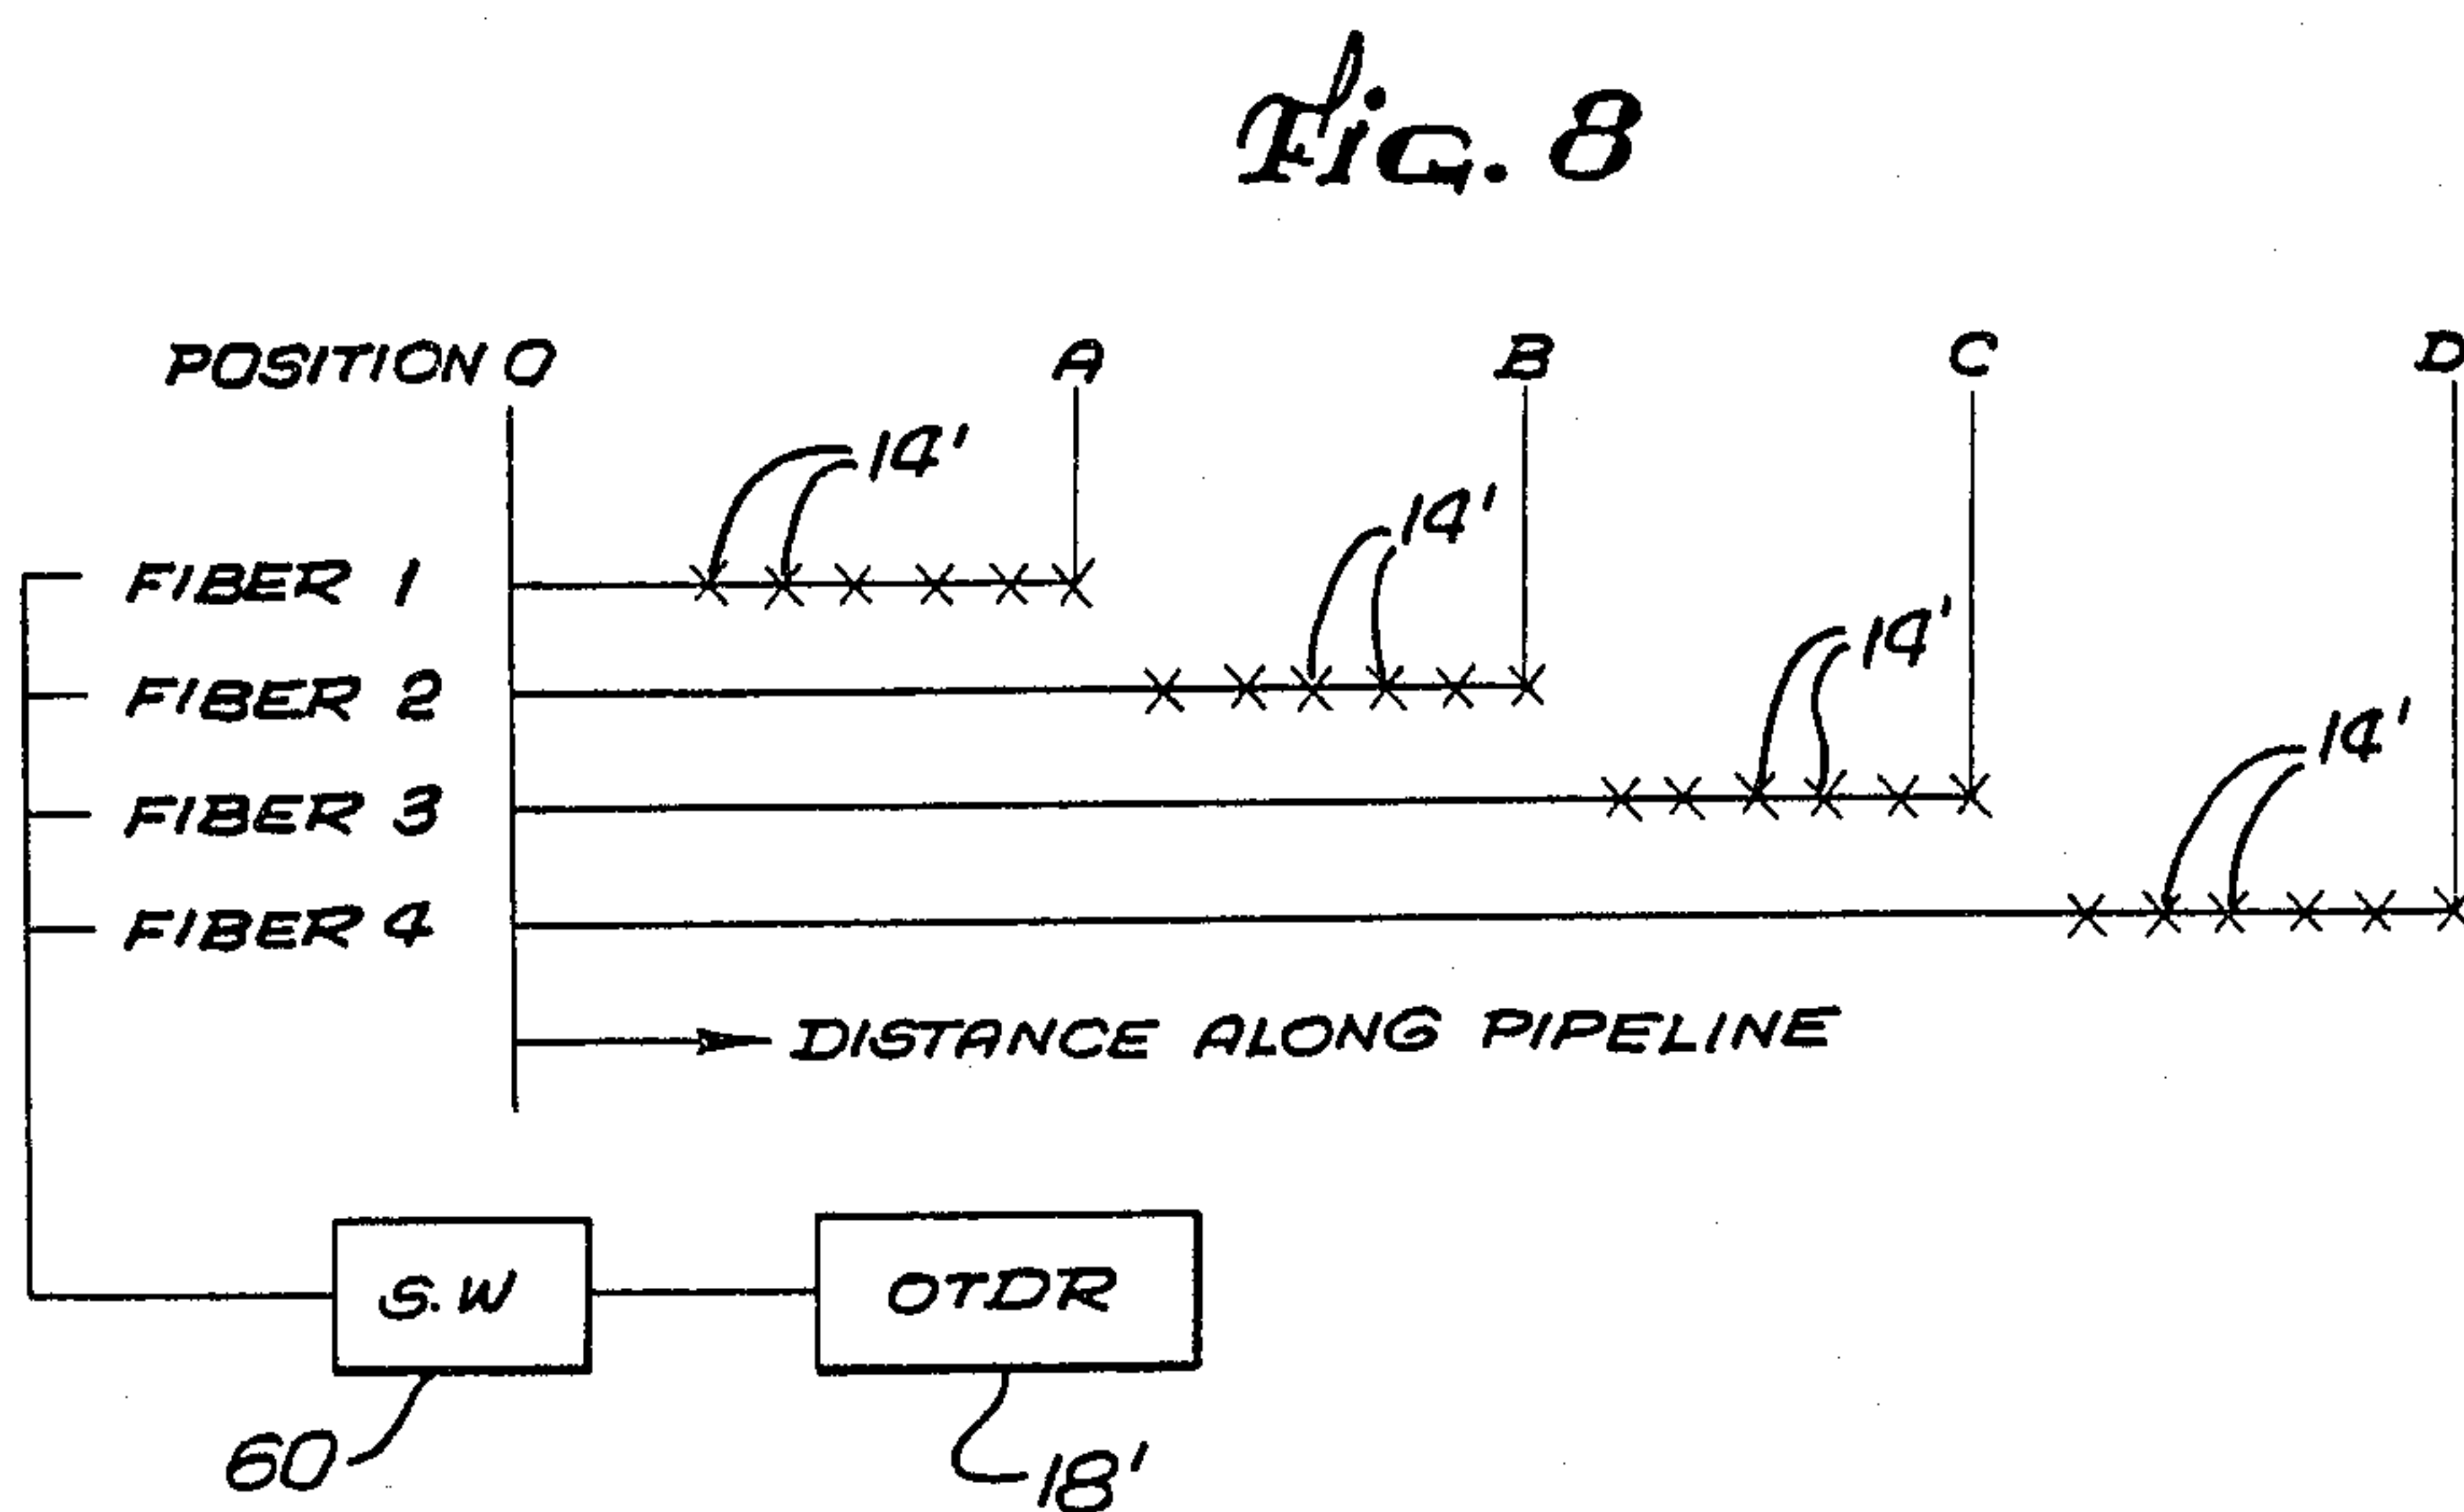 Fig. 8
POSITION O A B C D
14'
14'
14'
14'
FIBER 1
FIBER 2
FIBER 3
FIBER 4
DISTANCE ALONG PIPELINE
S.W
OTDR
60
18'